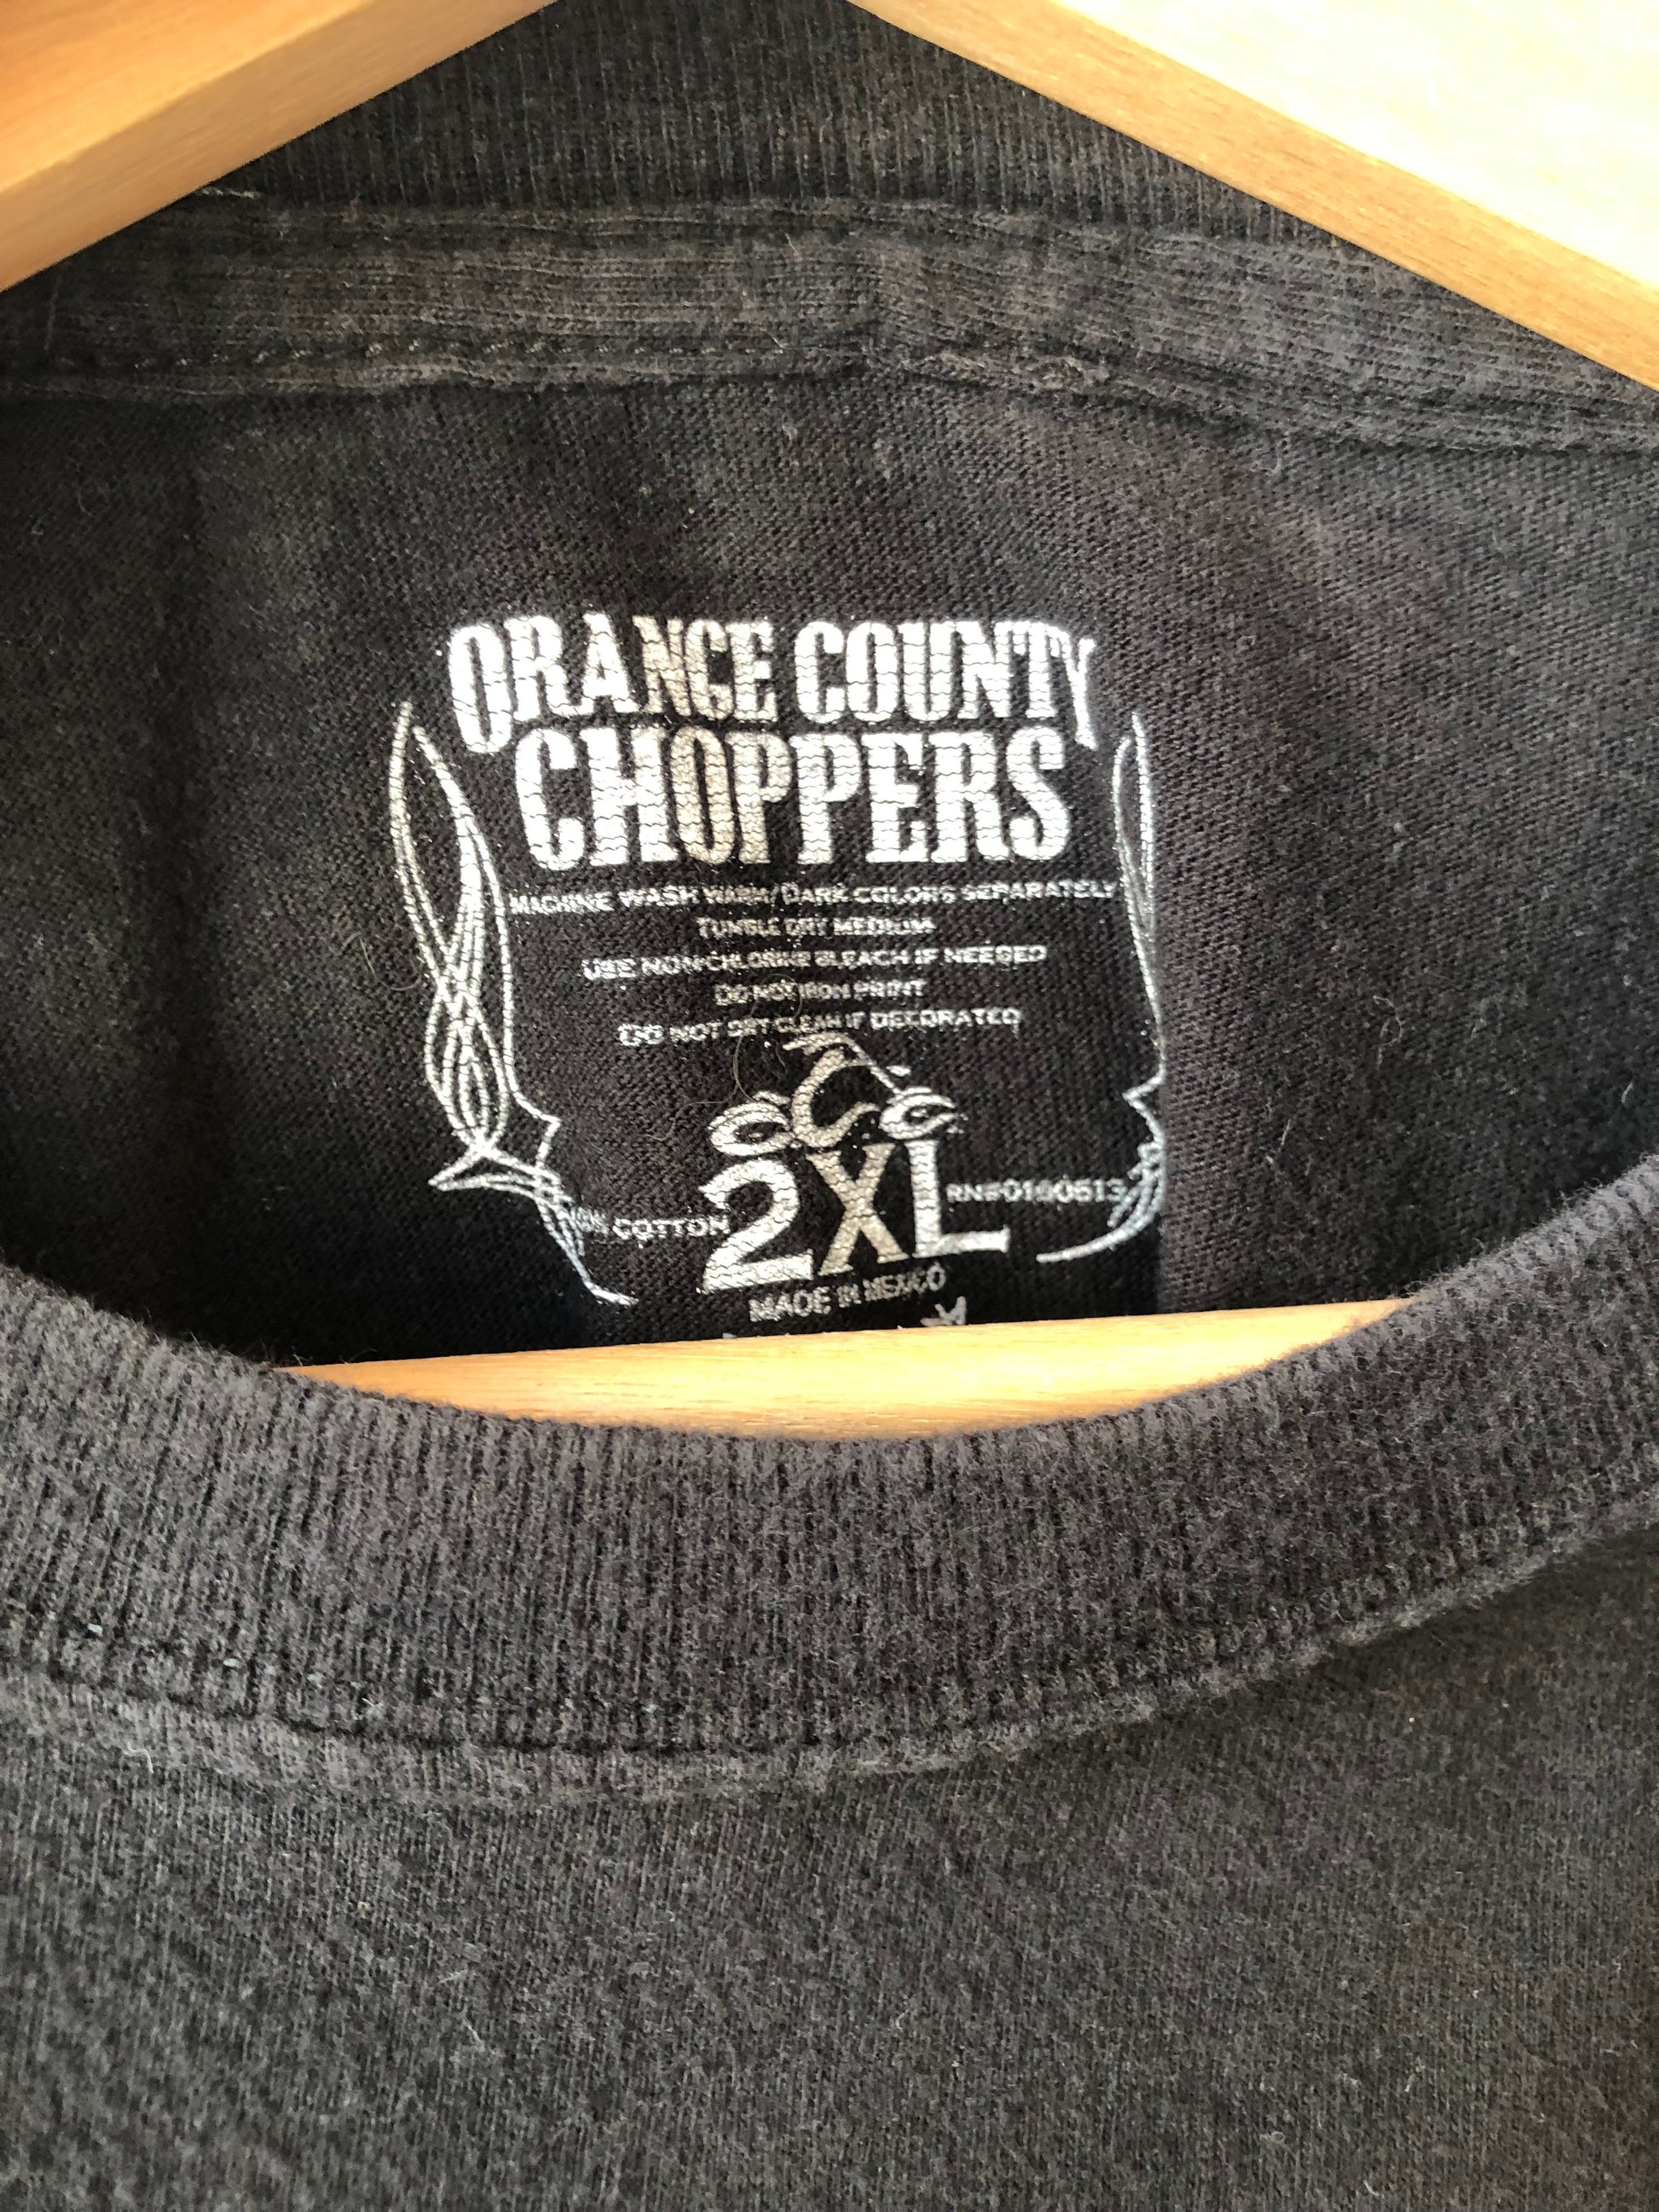 ORANGE COUNTY
CHOPPERS
MACHINE WASH WARM/DARK COLORS SEPARATELY
TUMBLE DRY MEDIUM
USE NON-CHLORINE BLEACH IF NEEDED
DO NOT IRON PRINT
DO NOT DRY CLEAN IF DECORATED
OCC
COTTON 2XL
MADE IN MEXICO